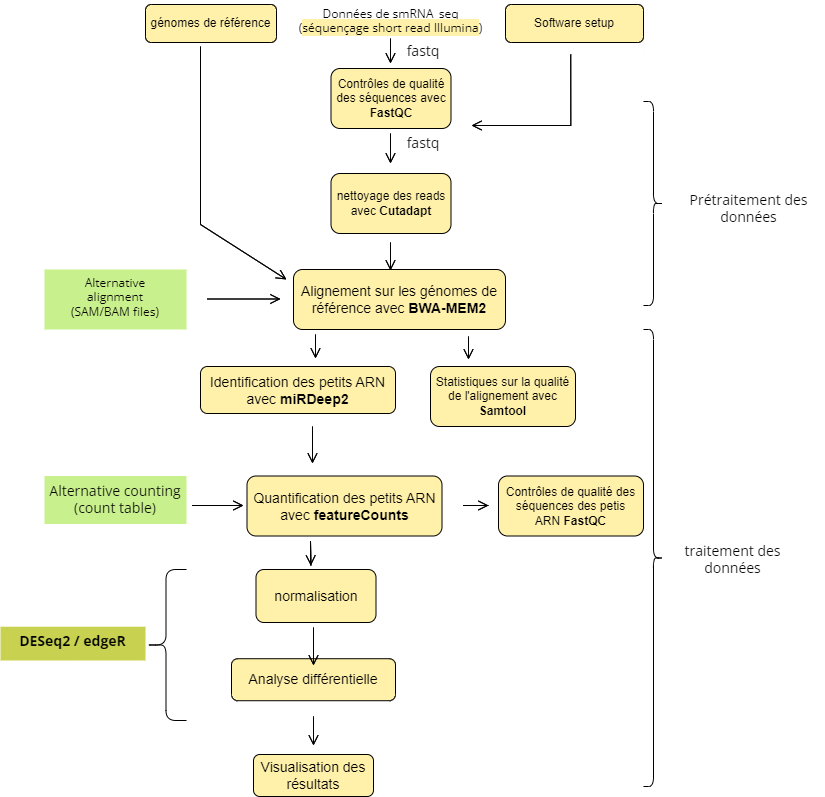 génomes de référence
Données de smRNA_seq
(séquençage short read Illumina)
Software setup
fastq
Contrôles de qualité
des séquences avec
FastQC
fastq
nettoyage des reads
avec Cutadapt
Prétraitement des
données
Alternative
alignment
(SAM/BAM files)
Alignement sur les génomes de
référence avec BWA-MEM2
Identification des petits ARN
avec miRDeep2
Statistiques sur la qualité
de l'alignement avec
Samtool
Alternative counting
(count table)
Quantification des petits ARN
avec featureCounts
Contrôles de qualité des
séquences des petis
ARN FastQC
traitement des
données
normalisation
DESeq2 / edgeR
Analyse différentielle
Visualisation des
résultats